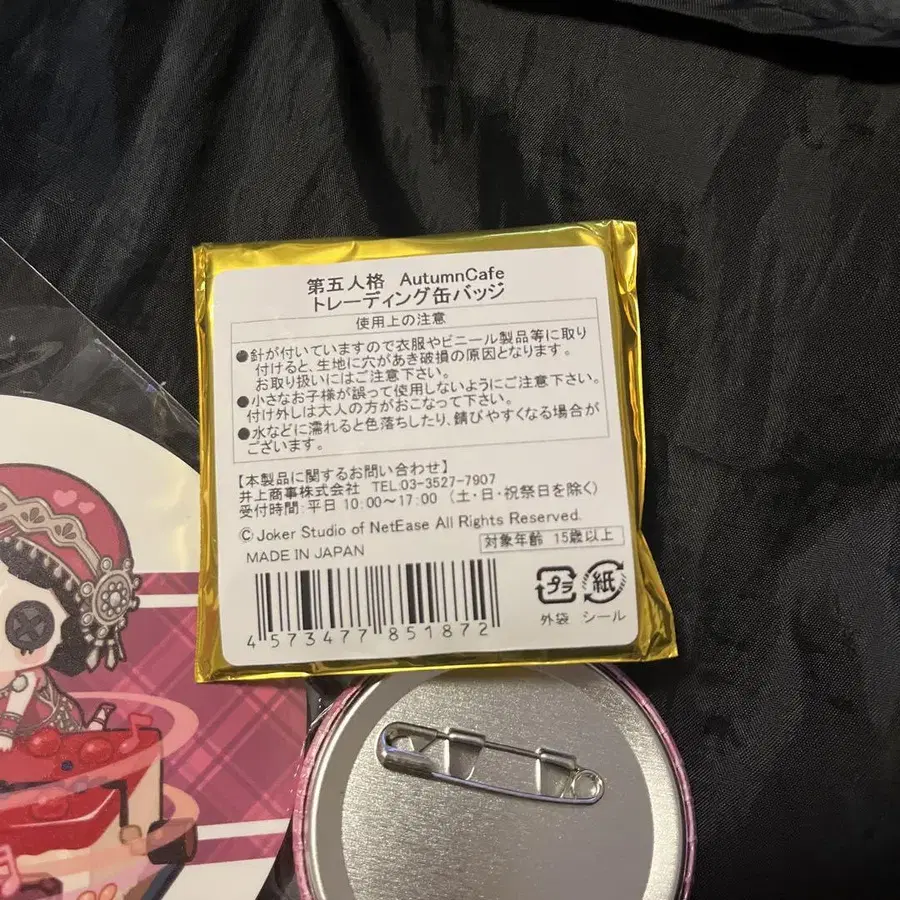 第五人格 AutumnCafe
トレーディング缶バッジ
使用上の注意
●針が付いていますので衣服やビニール製品等に取り
付けると、生地に穴があき破損の原因となります。
お取り扱いにはご注意下さい。
●小さなお子様が誤って使用しないようにご注意下さい。
付け外しは大人の方がおこなって下さい。
●水などに濡れると色落ちしたり、錆びやすくなる場合が
ございます。
【本製品に関するお問い合わせ】
井上商事株式会社 TEL:03-3527-7907
受付時間:平日 10:00~17:00 (土・日・祝祭日を除く)
© Joker Studio of NetEase All Rights Reserved.
MADE IN JAPAN
対象年齢 15歳以上
4 573477 851872
プラ 紙
外袋 シール